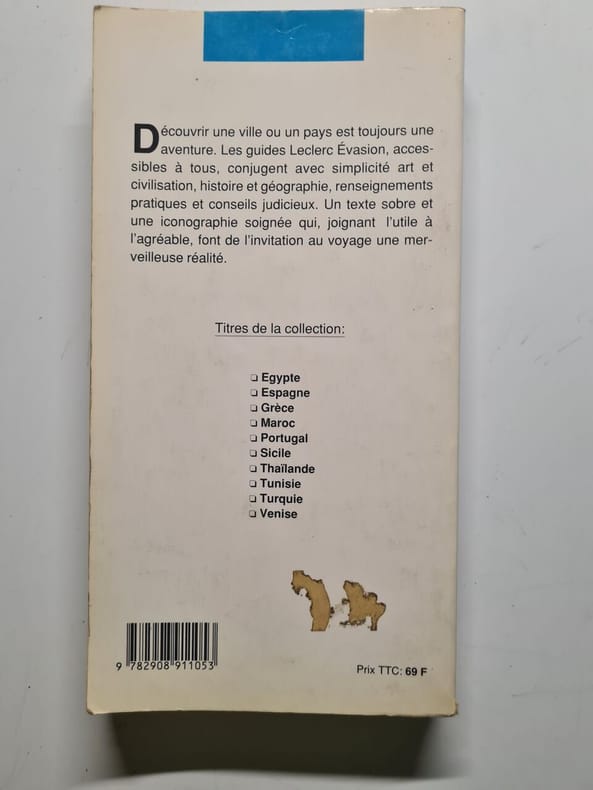 Découvrir une ville ou un pays est toujours une
aventure. Les guides Leclerc Évasion, acces-
sibles à tous, conjugent avec simplicité art et
civilisation, histoire et géographie, renseignements
pratiques et conseils judicieux. Un texte sobre et
une iconographie soignée qui, joignant l'utile à
l'agréable, font de l'invitation au voyage une mer-
veilleuse réalité.
Titres de la collection:
❏ Egypte
❏ Espagne
❏ Grèce
❏ Maroc
❏ Portugal
❏ Sicile
❏ Thaïlande
❏ Tunisie
❏ Turquie
❏ Venise
9 782908 911053
Prix TTC: 69 F